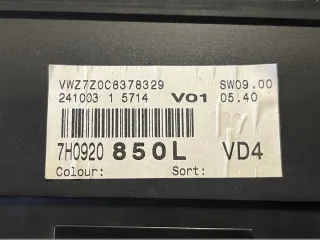 VWZ7Z0C8378329 SW09.00
241003 1 5714 V01 05.40
7H0920 850L VD4
Colour: Sort: